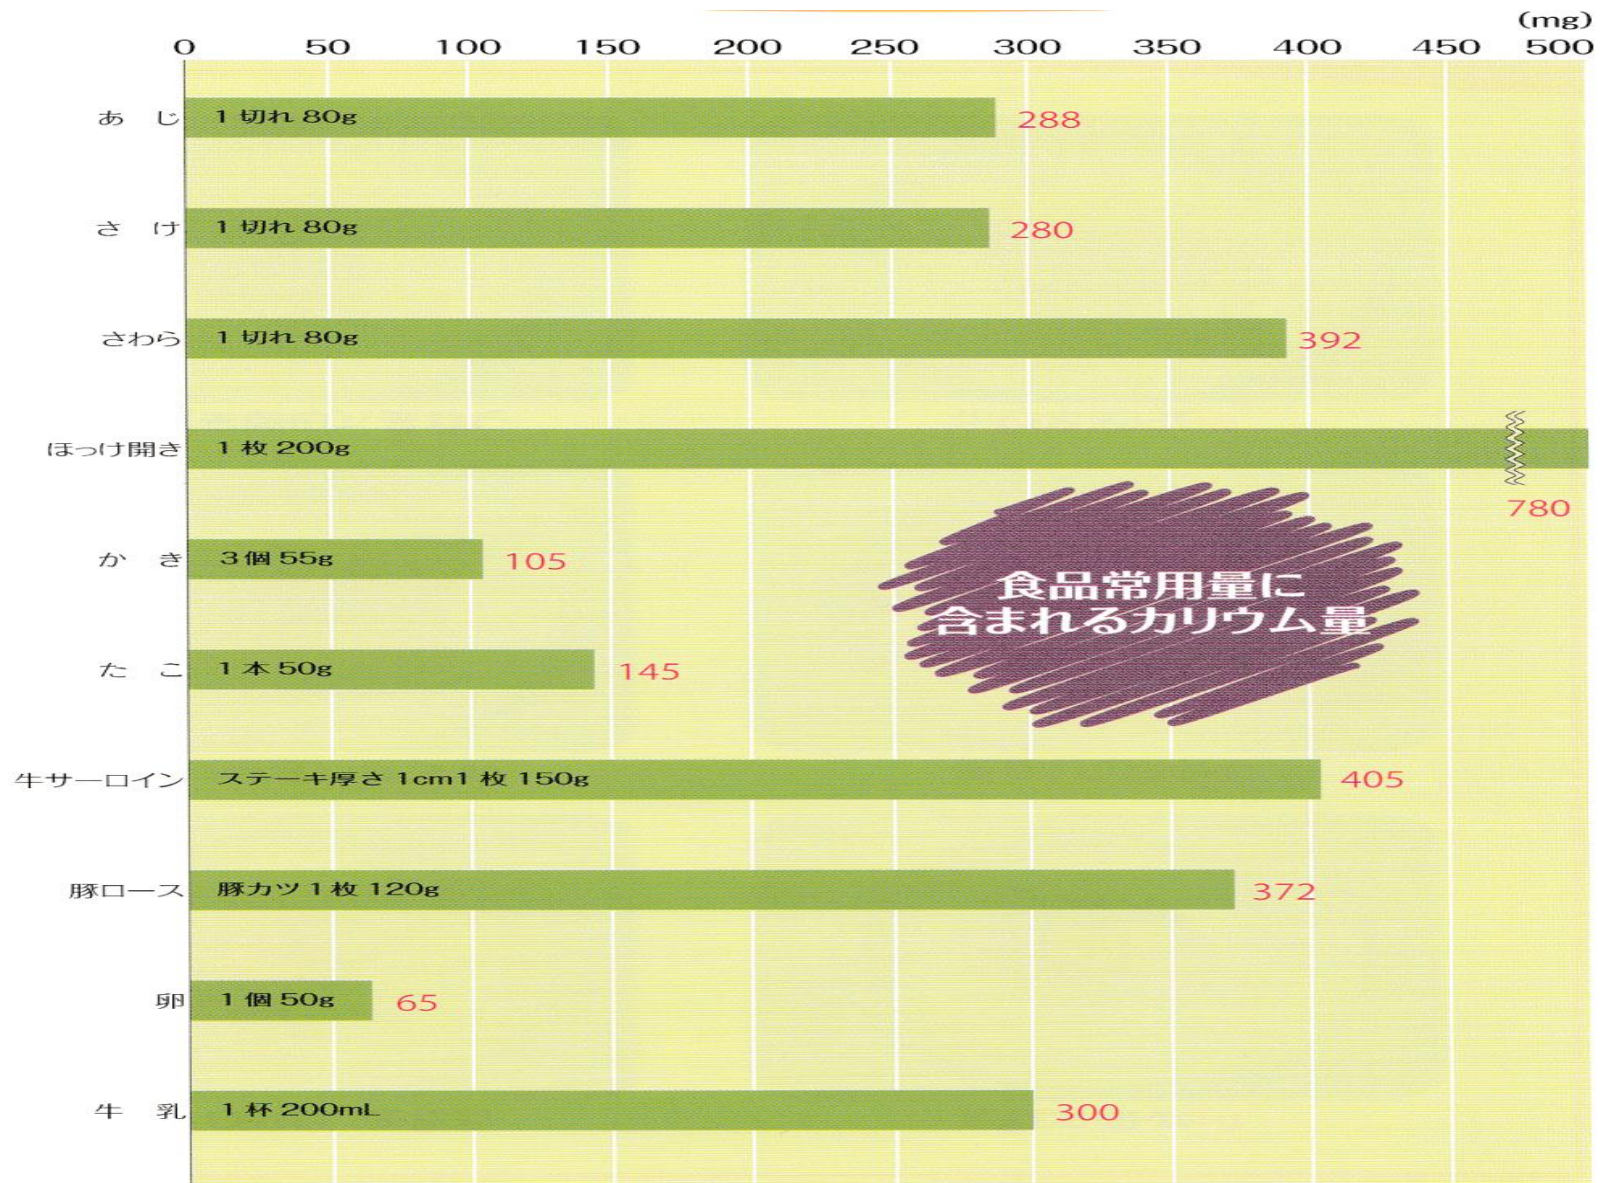 (mg)
0 50 100 150 200 250 300 350 400 450 500
あじ 1切れ 80g 288
さけ 1切れ 80g 280
さわら 1切れ 80g 392
ほっけ開き 1枚 200g
780
かき 3個 55g 105
食品常用量に
含まれるカリウム量
たこ 1本 50g 145
牛サーロイン ステーキ厚さ 1cm1枚 150g 405
豚ロース 豚カツ1枚 120g 372
卵 1個 50g 65
牛乳 1杯 200mL 300